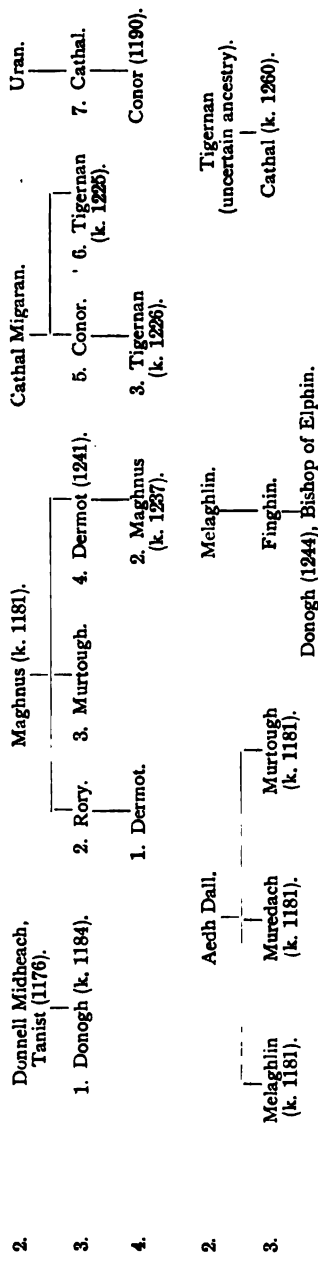 2. Donnell Midheach, Maghnus (k. 1181). Cathal Migaran. Uran.
Tanist (1176).
3. 1. Donogh (k. 1184). 2. Rory. 3. Murtough. 4. Dermot (1241). 5. Conor. 6. Tigernan 7. Cathal.
(k. 1225).
4. 1. Dermot. 2. Maghnus 3. Tigernan Conor (1190).
(k. 1237). (k. 1226).
2. Aedh Dall. Melaghlin. Tigernan
(uncertain ancestry).
3. Melaghlin Muredach Murtough Finghin. Cathal (k. 1260).
(k. 1181). (k. 1181). (k. 1181).
Donogh (1244), Bishop of Elphin.